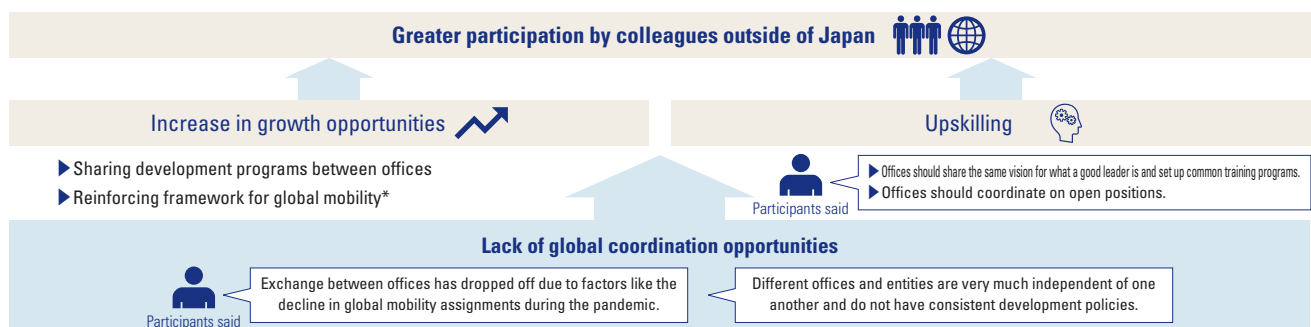 Greater participation by colleagues outside of Japan
Increase in growth opportunities
Upskilling
▶ Sharing development programs between offices
▶ Reinforcing framework for global mobility*
▶ Offices should share the same vision for what a good leader is and set up common training programs.
▶ Offices should coordinate on open positions.
Participants said
Lack of global coordination opportunities
Exchange between offices has dropped off due to factors like the
decline in global mobility assignments during the pandemic.
Different offices and entities are very much independent of one
another and do not have consistent development policies.
Participants said